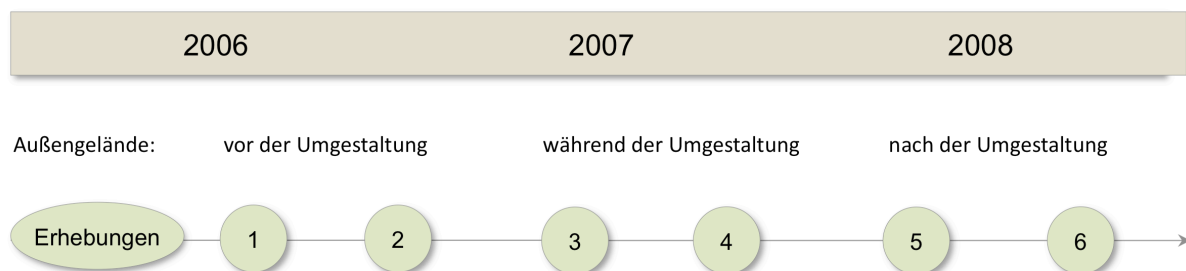 2006 2007 2008
Außengelände: vor der Umgestaltung während der Umgestaltung nach der Umgestaltung
Erhebungen 1 2 3 4 5 6